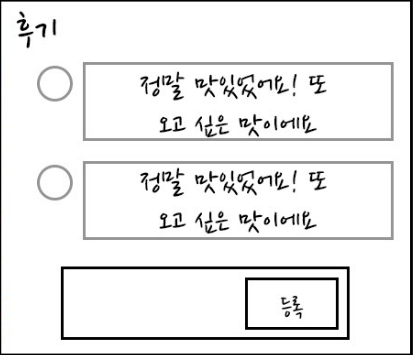 후기
정말 맛있었어요! 또
오고 싶은 맛이에요
정말 맛있었어요! 또
오고 싶은 맛이에요
등록